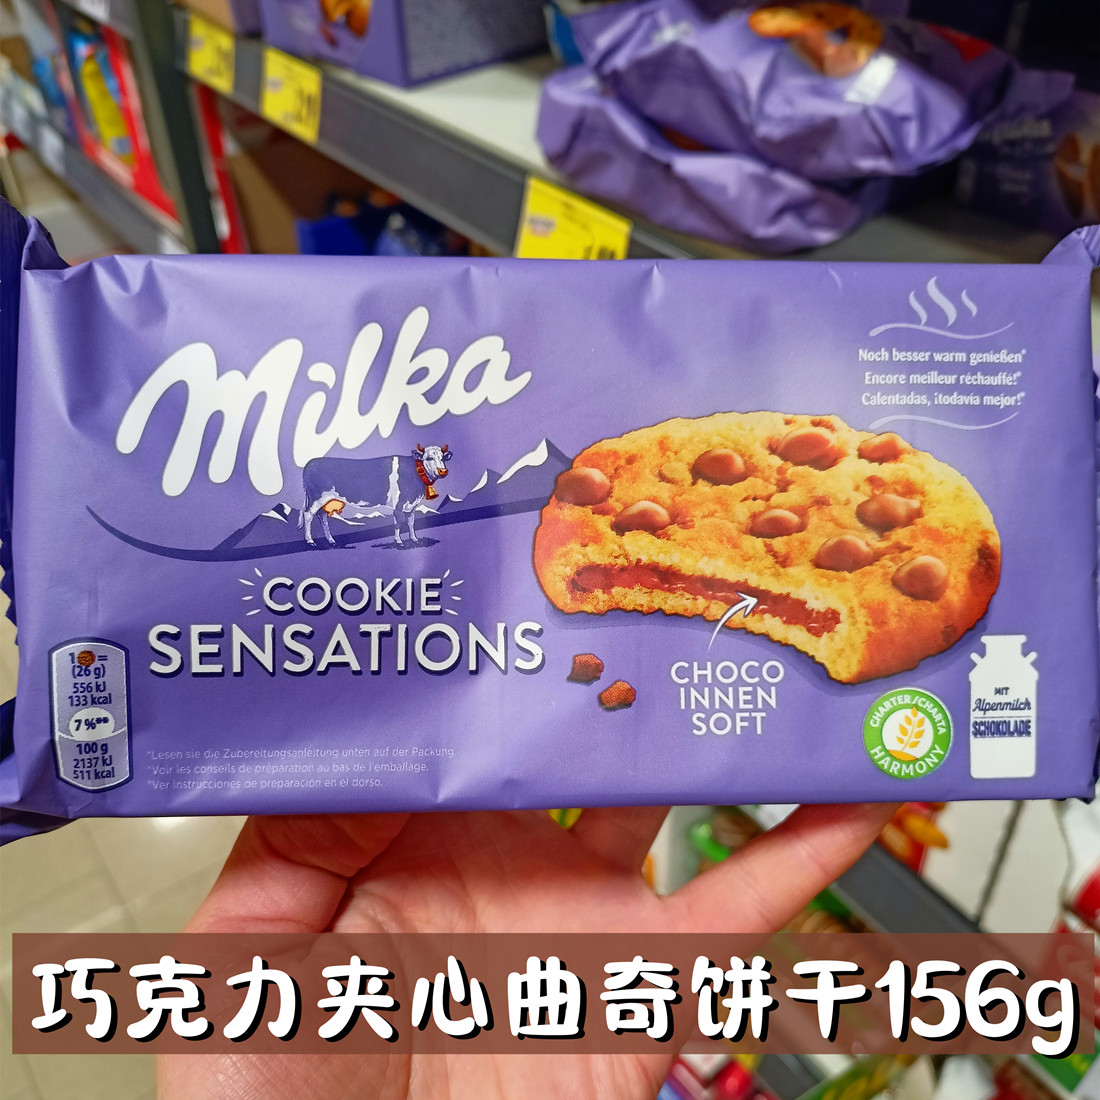 Milka
COOKIE
SENSATIONS
Noch besser warm genießen*
Encore meilleur réchauffé!*
Calentadas, ¡todavía mejor!*
CHOCO
INNEN
SOFT
CHARTER/CHARTA
HARMONY
MIT
Alpenmilch
SCHOKOLADE
1 =
(26 g)
556 kJ
133 kcal
7 %**
100 g
2137 kJ
511 kcal
*Lesen sie die Zubereitungsanleitung unten auf der Packung.
*Voir les conseils de préparation au bas de l'emballage.
*Ver instrucciones de preparación en el dorso.
巧克力夹心曲奇饼干156g